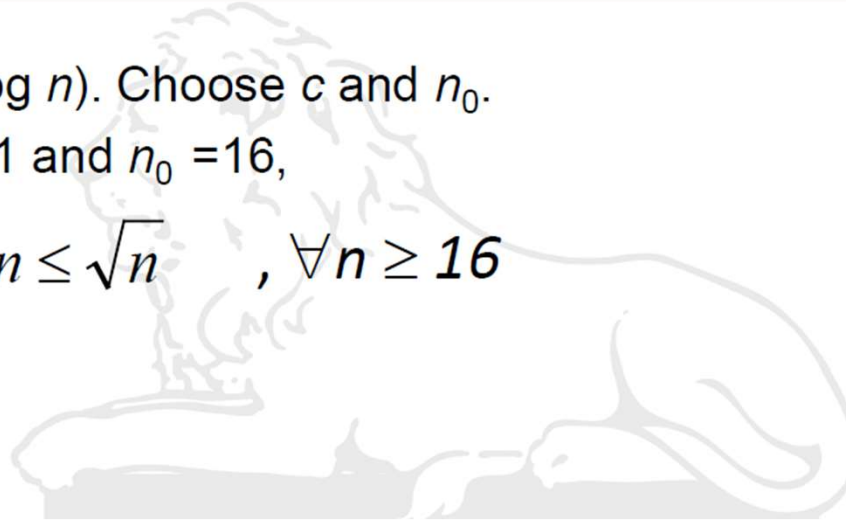 g n). Choose c and n₀.
1 and n₀ =16,
n ≤ √n , ∀n ≥ 16